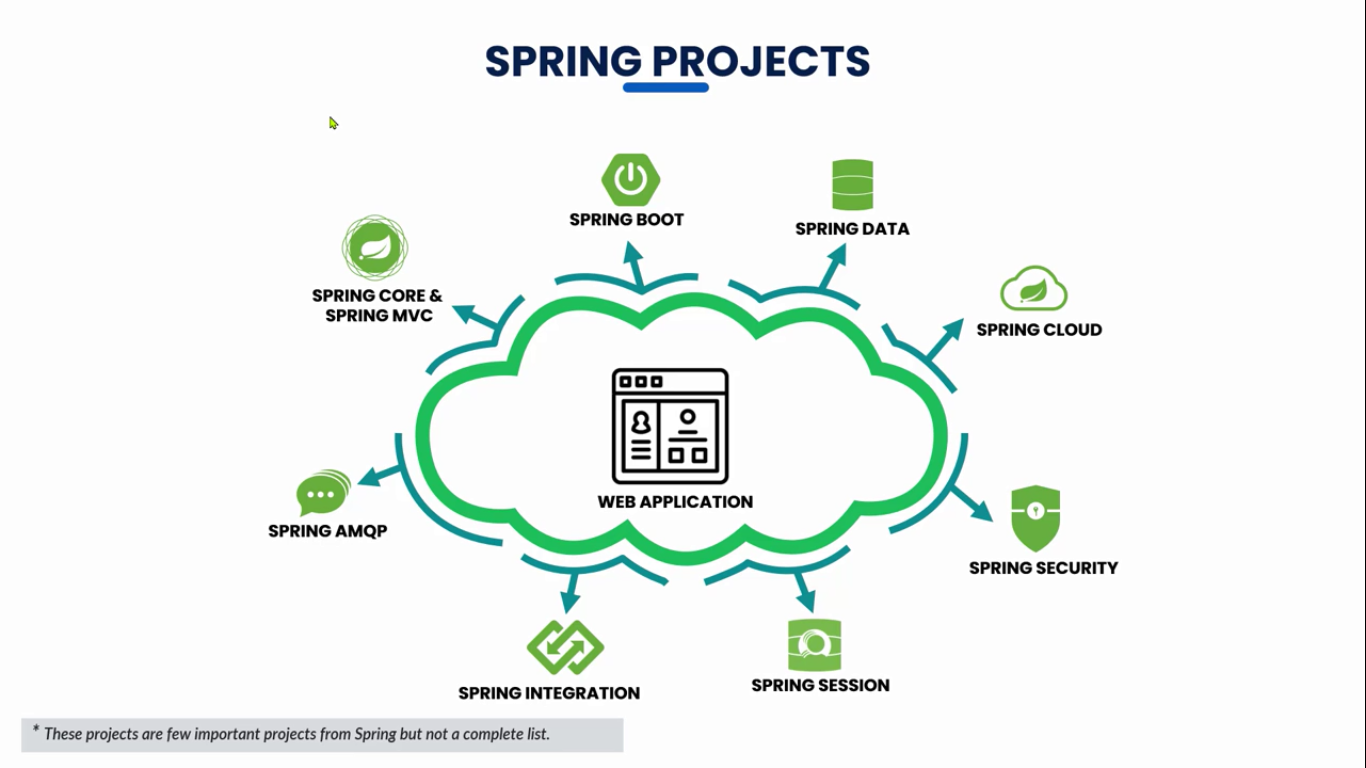 SPRING PROJECTS
SPRING BOOT
SPRING DATA
SPRING CORE &
SPRING MVC
SPRING CLOUD
WEB APPLICATION
SPRING AMQP
SPRING SECURITY
SPRING INTEGRATION
SPRING SESSION
* These projects are few important projects from Spring but not a complete list.